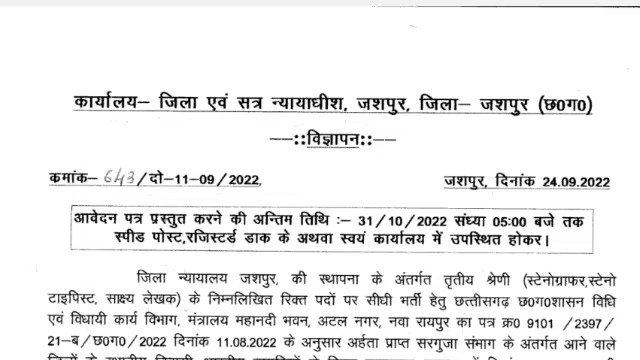 कार्यालय– जिला एवं सत्र न्यायाधीश, जशपुर, जिला– जशपुर (छ0ग0)
––::विज्ञापन::––
कमांक– 643/दो–11–09/2022, जशपुर, दिनांक 24.09.2022
आवेदन पत्र प्रस्तुत करने की अन्तिम तिथि :– 31/10/2022 संध्या 05:00 बजे तक
स्पीड पोस्ट,रजिस्टर्ड डाक के अथवा स्वयं कार्यालय में उपस्थित होकर।
जिला न्यायालय जशपुर, की स्थापना के अंतर्गत तृतीय श्रेणी (स्टेनोग्राफर,स्टेनो
टाइपिस्ट, साक्ष्य लेखक) के निम्नलिखित रिक्त पदों पर सीधी भर्ती हेतु छत्तीसगढ़ छ0ग0शासन विधि
एवं विधायी कार्य विभाग, मंत्रालय महानदी भवन, अटल नगर, नवा रायपुर का पत्र क्र0 9101 /2397/
21–ब/छ0ग0/2022 दिनांक 11.08.2022 के अनुसार अर्हता प्राप्त सरगुजा संभाग के अंतर्गत आने वाले